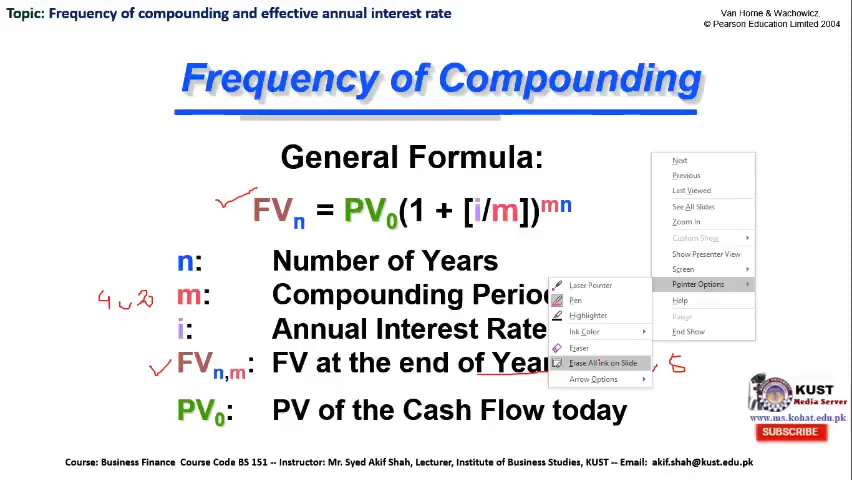 Topic: Frequency of compounding and effective annual interest rate
Van Horne & Wachowicz,
© Pearson Education Limited 2004
Frequency of Compounding
General Formula:
FVn = PV0(1 + [i/m])mn
n: Number of Years
m: Compounding Period
i: Annual Interest Rate
FVn,m: FV at the end of Year
PV0: PV of the Cash Flow today
Next
Previous
Last Viewed
See All Slides
Zoom In
Custom Show
Show Presenter View
Screen
Pointer Options
Help
Pause
End Show
Laser Pointer
Pen
Highlighter
Ink Color
Eraser
Erase All Ink on Slide
Arrow Options
KUST
Media Server
www.ms.kohat.edu.pk
SUBSCRIBE
Course: Business Finance Course Code BS 151 -- Instructor: Mr. Syed Akif Shah, Lecturer, Institute of Business Studies, KUST -- Email: akif.shah@kust.edu.pk